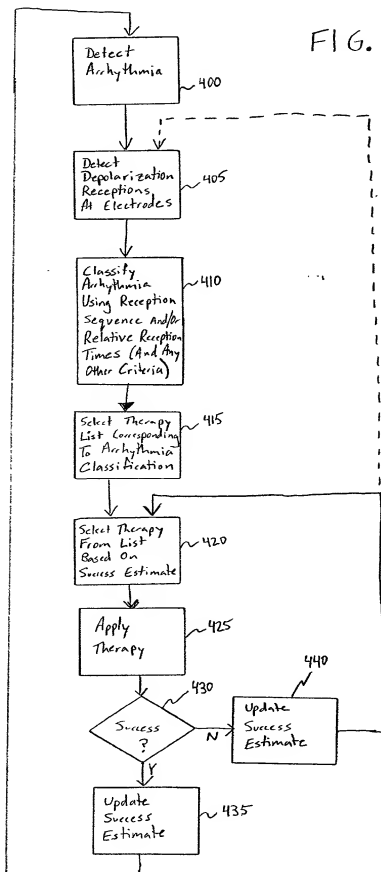 FIG.
Detect
Arrhythmia
400
Detect
Depolarization
Receptions
At Electrodes
405
Classify
Arrhythmia
Using Reception
Sequence And/Or
Relative Reception
Times (And Any
Other Criteria)
410
Select Therapy
List Corresponding
To Arrhythmia
Classification
415
Select Therapy
From List
Based On
Success Estimate
420
Apply
Therapy
425
430
Success
?
N
Y
440
Update
Success
Estimate
Update
Success
Estimate
435